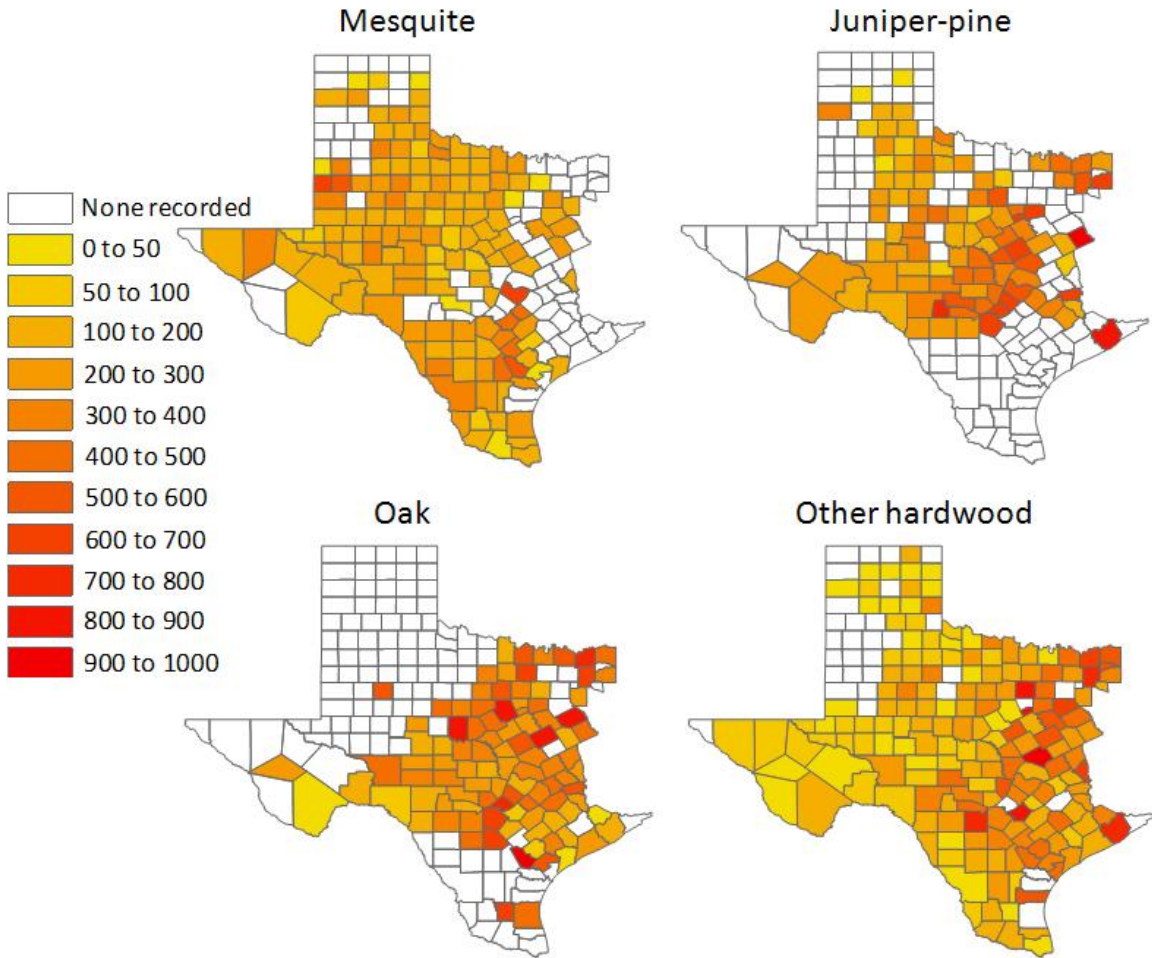 Mesquite
Juniper-pine
None recorded
0 to 50
50 to 100
100 to 200
200 to 300
300 to 400
400 to 500
500 to 600
600 to 700
700 to 800
800 to 900
900 to 1000
Oak
Other hardwood